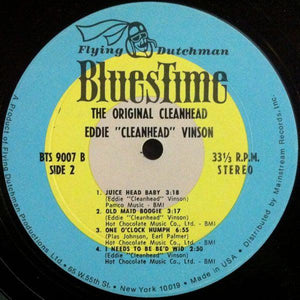 Flying Dutchman
BluesTime
THE ORIGINAL CLEANHEAD
EDDIE "CLEANHEAD" VINSON
BTS 9007 B
SIDE 2
33⅓ R.P.M.
STEREO
1 JUICE HEAD BABY 3:18
(Eddie "Cleanhead" Vinson)
Pamco Music - BMI
2 OLD MAID BOOGIE 3:17
(Eddie "Cleanhead" Vinson)
Hot Chocolate Music Co., Ltd. - BMI
3 ONE O'CLOCK HUMPH 6:55
(Plas Johnson, Earl Palmer)
Hot Chocolate Music Co., Ltd. - BMI
4 I NEEDS TO BE BE'D WID 2:50
(Eddie "Cleanhead" Vinson)
Hot Chocolate Music Co., Ltd. - BMI
A Product of Flying Dutchman Productions Ltd. / 65 W.55th St. • New York 10019 • Made in USA • Distributed by Mainstream Records, Inc.